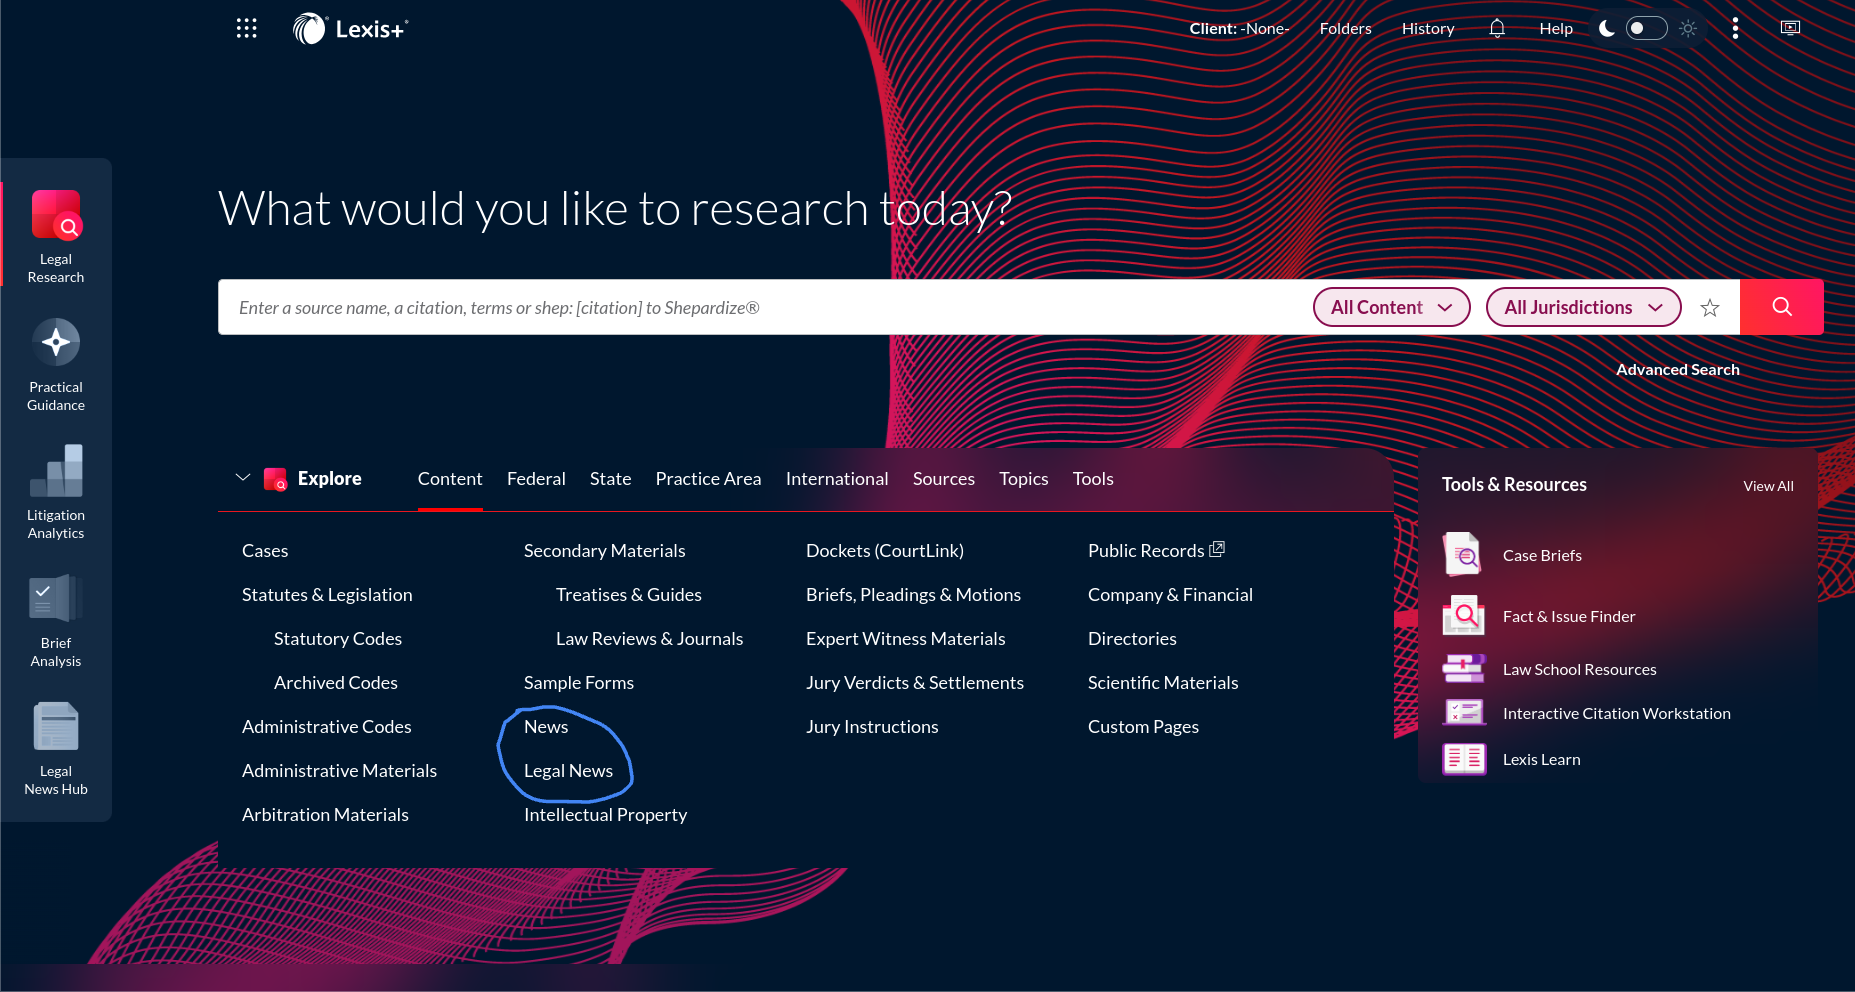 Lexis+®
Client: -None-
Folders
History
Help
Legal
Research
Practical
Guidance
Litigation
Analytics
Brief
Analysis
Legal
News Hub
What would you like to research today?
Enter a source name, a citation, terms or shep: [citation] to Shepardize®
All Content
All Jurisdictions
Advanced Search
Explore
Content
Federal
State
Practice Area
International
Sources
Topics
Tools
Cases
Statutes & Legislation
Statutory Codes
Archived Codes
Administrative Codes
Administrative Materials
Arbitration Materials
Secondary Materials
Treatises & Guides
Law Reviews & Journals
Sample Forms
News
Legal News
Intellectual Property
Dockets (CourtLink)
Briefs, Pleadings & Motions
Expert Witness Materials
Jury Verdicts & Settlements
Jury Instructions
Public Records
Company & Financial
Directories
Scientific Materials
Custom Pages
Tools & Resources
View All
Case Briefs
Fact & Issue Finder
Law School Resources
Interactive Citation Workstation
Lexis Learn